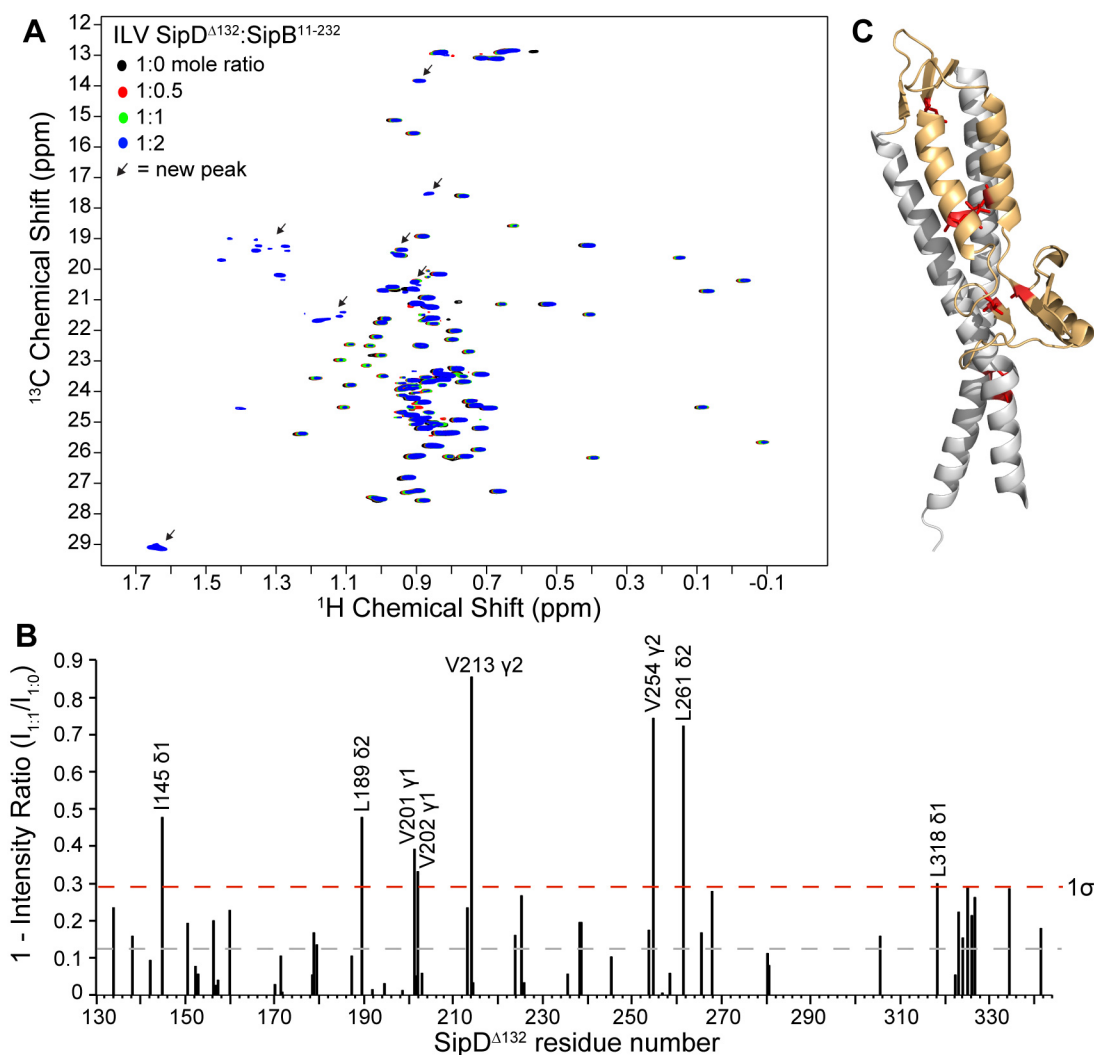 A
ILV SipD^Δ132:SipB^11-232
1:0 mole ratio
1:0.5
1:1
1:2
= new peak
12
13
14
15
16
17
18
19
20
21
22
23
24
25
26
27
28
29
¹³C Chemical Shift (ppm)
1.7 1.5 1.3 1.1 0.9 0.7 0.5 0.3 0.1 -0.1
¹H Chemical Shift (ppm)
C
B
0.9
0.8
0.7
0.6
0.5
0.4
0.3
0.2
0.1
0
1 - Intensity Ratio (I₁:₁/I₁:₀)
I145 δ1
L189 δ2
V201 γ1
V202 γ1
V213 γ2
V254 γ2
L261 δ2
L318 δ1
1σ
130 150 170 190 210 230 250 270 290 310 330
SipD^Δ132 residue number